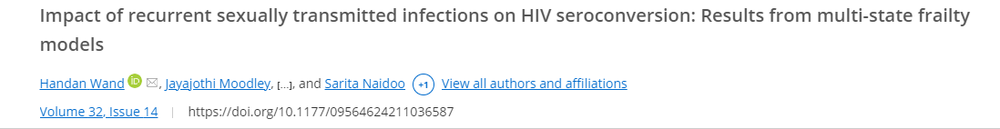 Impact of recurrent sexually transmitted infections on HIV seroconversion: Results from multi-state frailty
models
Handan Wand iD, Jayajothi Moodley, [...], and Sarita Naidoo +1 View all authors and affiliations
Volume 32, Issue 14 | https://doi.org/10.1177/09564624211036587